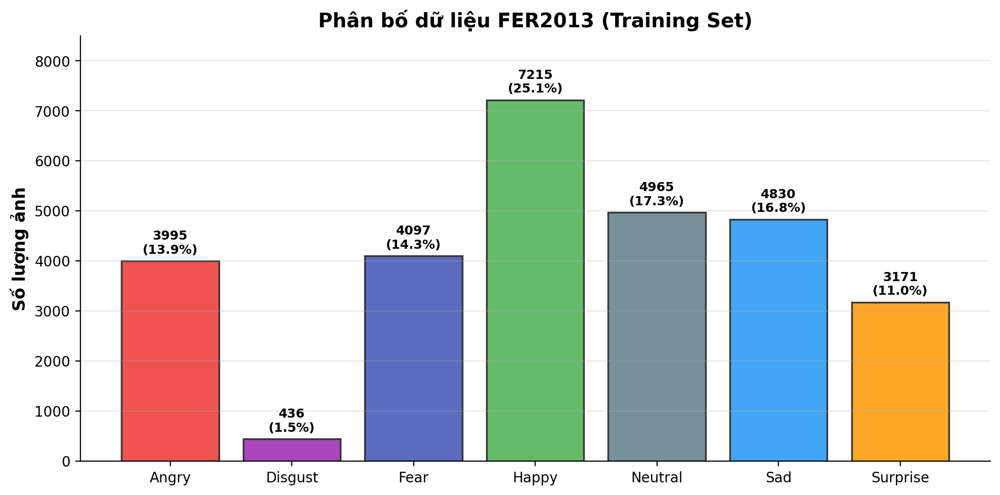 Phân bố dữ liệu FER2013 (Training Set)
Số lượng ảnh
8000
7000
6000
5000
4000
3000
2000
1000
0
3995
(13.9%)
436
(1.5%)
4097
(14.3%)
7215
(25.1%)
4965
(17.3%)
4830
(16.8%)
3171
(11.0%)
Angry
Disgust
Fear
Happy
Neutral
Sad
Surprise